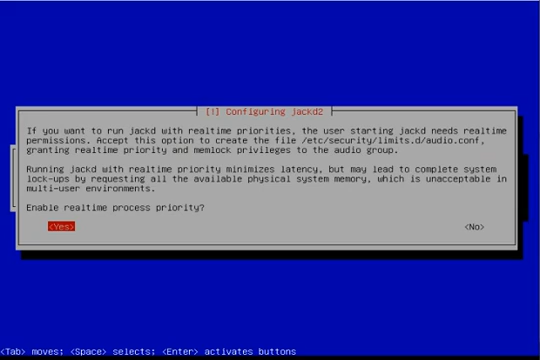 [!] Configuring jackd2
If you want to run jackd with realtime priorities, the user starting jackd needs realtime
permissions. Accept this option to create the file /etc/security/limits.d/audio.conf,
granting realtime priority and memlock privileges to the audio group.
Running jackd with realtime priority minimizes latency, but may lead to complete system
lock-ups by requesting all the available physical system memory, which is unacceptable in
multi-user environments.
Enable realtime process priority?
<Yes> <No>
<Tab> moves; <Space> selects; <Enter> activates buttons